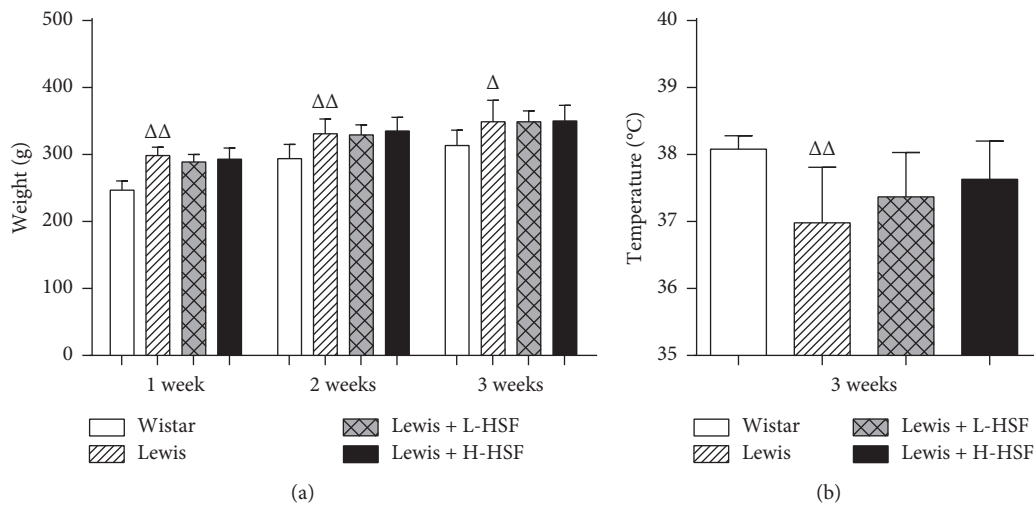 500
400
300
200
100
0
Weight (g)
ΔΔ
ΔΔ
Δ
1 week
2 weeks
3 weeks
Wistar
Lewis
Lewis + L-HSF
Lewis + H-HSF
(a)
40
39
38
37
36
35
Temperature (°C)
ΔΔ
3 weeks
Wistar
Lewis
Lewis + L-HSF
Lewis + H-HSF
(b)